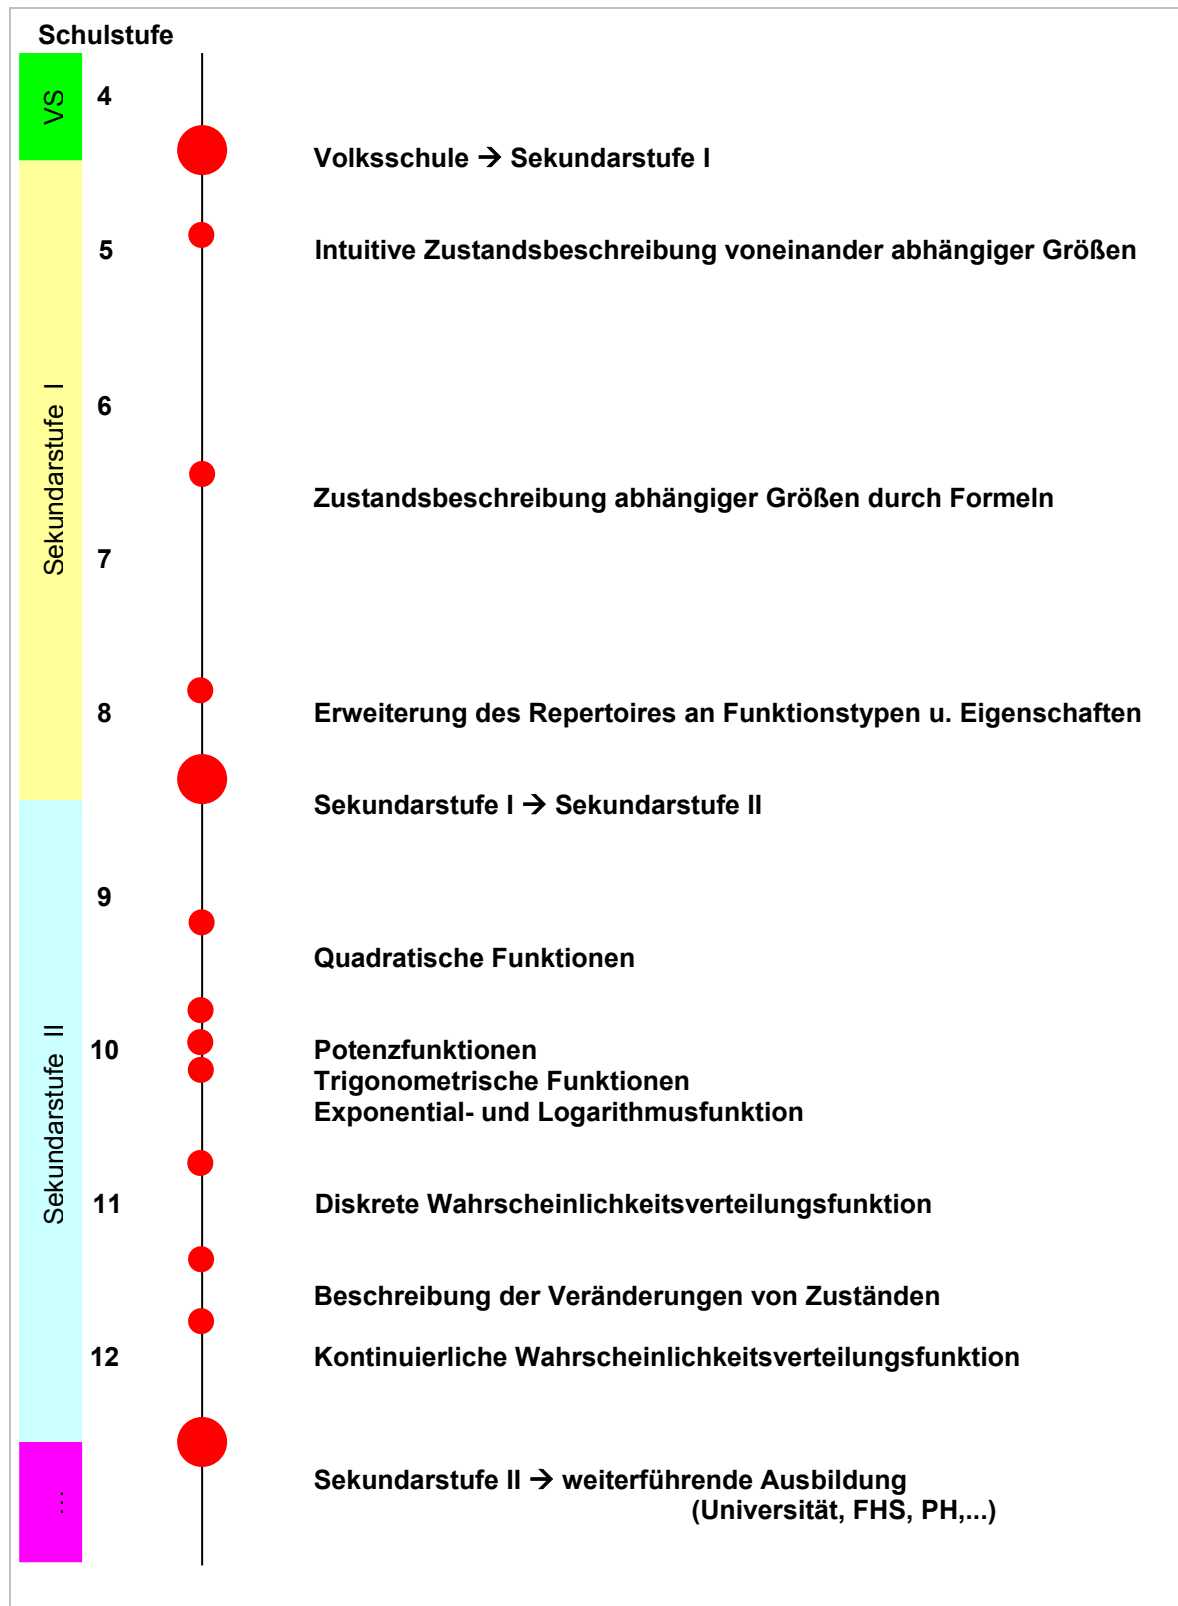 Schulstufe
VS
4
Volksschule → Sekundarstufe I
5
Intuitive Zustandsbeschreibung voneinander abhängiger Größen
Sekundarstufe I
6
Zustandsbeschreibung abhängiger Größen durch Formeln
7
8
Erweiterung des Repertoires an Funktionstypen u. Eigenschaften
Sekundarstufe I → Sekundarstufe II
9
Quadratische Funktionen
Sekundarstufe II
10
Potenzfunktionen
Trigonometrische Funktionen
Exponential- und Logarithmusfunktion
11
Diskrete Wahrscheinlichkeitsverteilungsfunktion
Beschreibung der Veränderungen von Zuständen
12
Kontinuierliche Wahrscheinlichkeitsverteilungsfunktion
Sekundarstufe II → weiterführende Ausbildung
(Universität, FHS, PH,...)
...